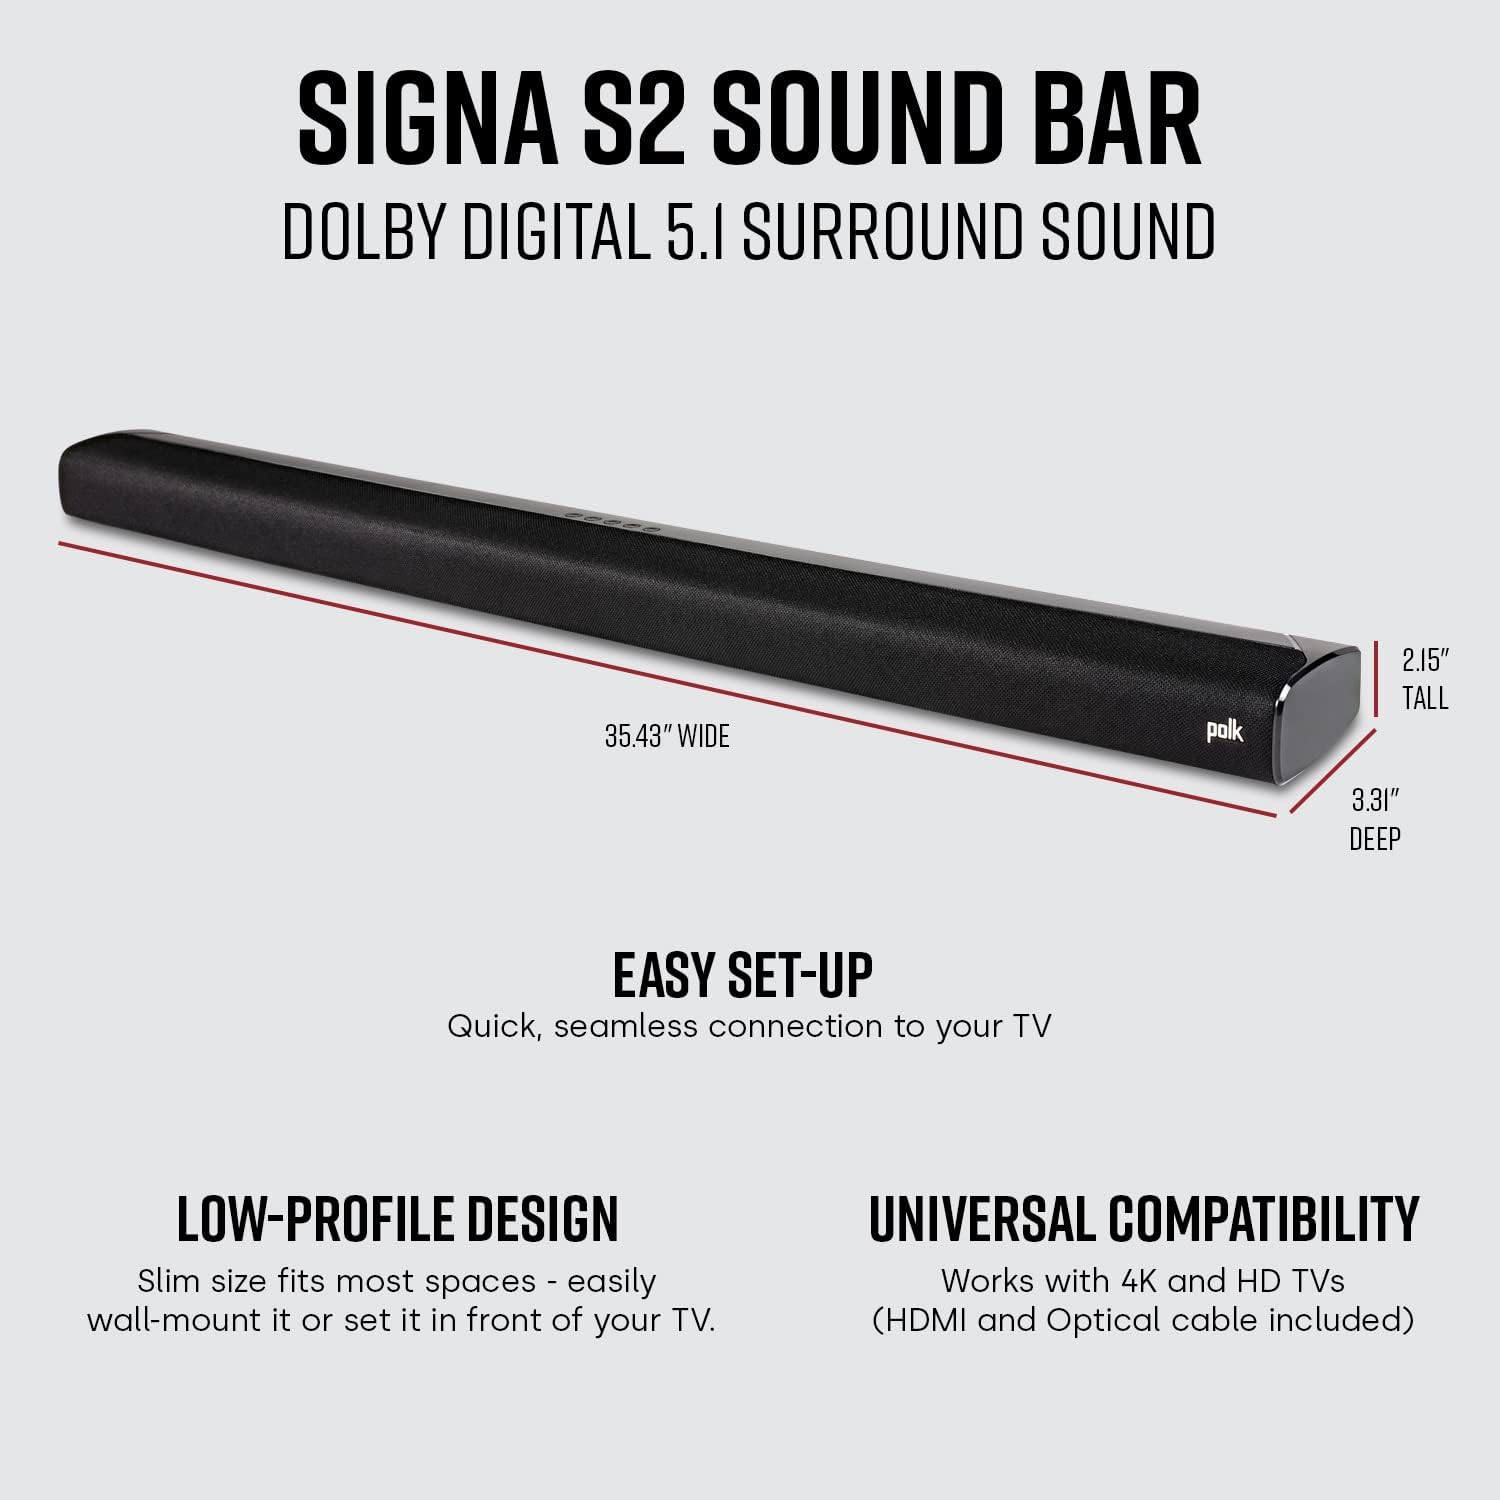 SIGNA S2 SOUND BAR
DOLBY DIGITAL 5.1 SURROUND SOUND
2.15"
TALL
polk
35.43" WIDE
3.31"
DEEP
EASY SET-UP
Quick, seamless connection to your TV
LOW-PROFILE DESIGN
Slim size fits most spaces - easily
wall-mount it or set it in front of your TV.
UNIVERSAL COMPATIBILITY
Works with 4K and HD TVs
(HDMI and Optical cable included)